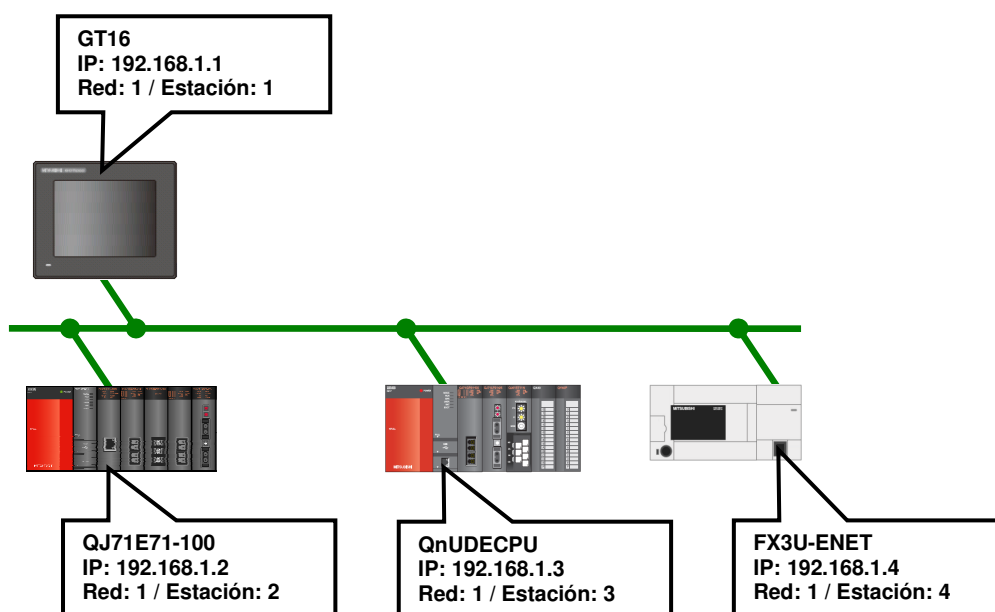 GT16
IP: 192.168.1.1
Red: 1 / Estación: 1
MITSUBISHI
MITSUBISHI
QJ71E71-100
IP: 192.168.1.2
Red: 1 / Estación: 2
QnUDECPU
IP: 192.168.1.3
Red: 1 / Estación: 3
FX3U-ENET
IP: 192.168.1.4
Red: 1 / Estación: 4